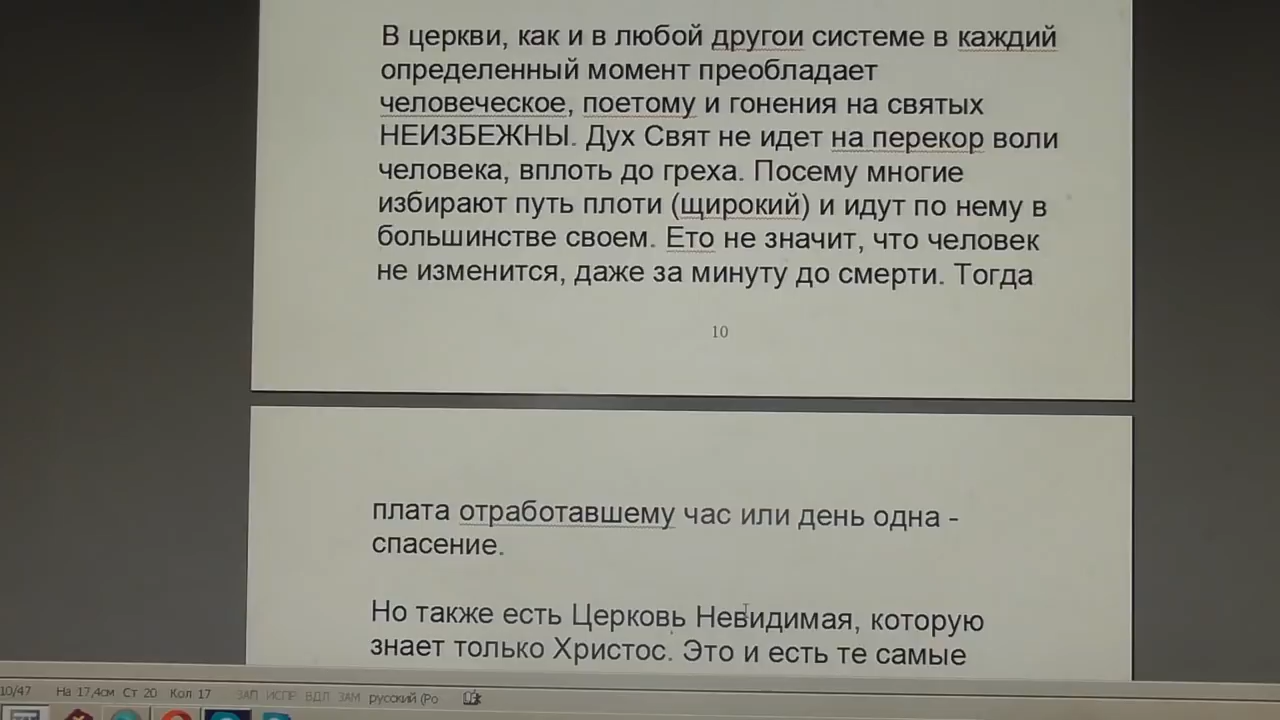 В церкви, как и в любой другои системе в каждий
определенный момент преобладает
человеческое, поетому и гонения на святых
НЕИЗБЕЖНЫ. Дух Свят не идет на перекор воли
человека, вплоть до греха. Посему многие
избирают путь плоти (щирокий) и идут по нему в
большинстве своем. Ето не значит, что человек
не изменится, даже за минуту до смерти. Тогда
10
плата отработавшему час или день одна -
спасение.
Но также есть Церковь Невидимая, которую
знает только Христос. Это и есть те самые
10/47 На 17,4см Ст 20 Кол 17 ЗАП ИСПР ВДЛ ЗАМ русский (Ро